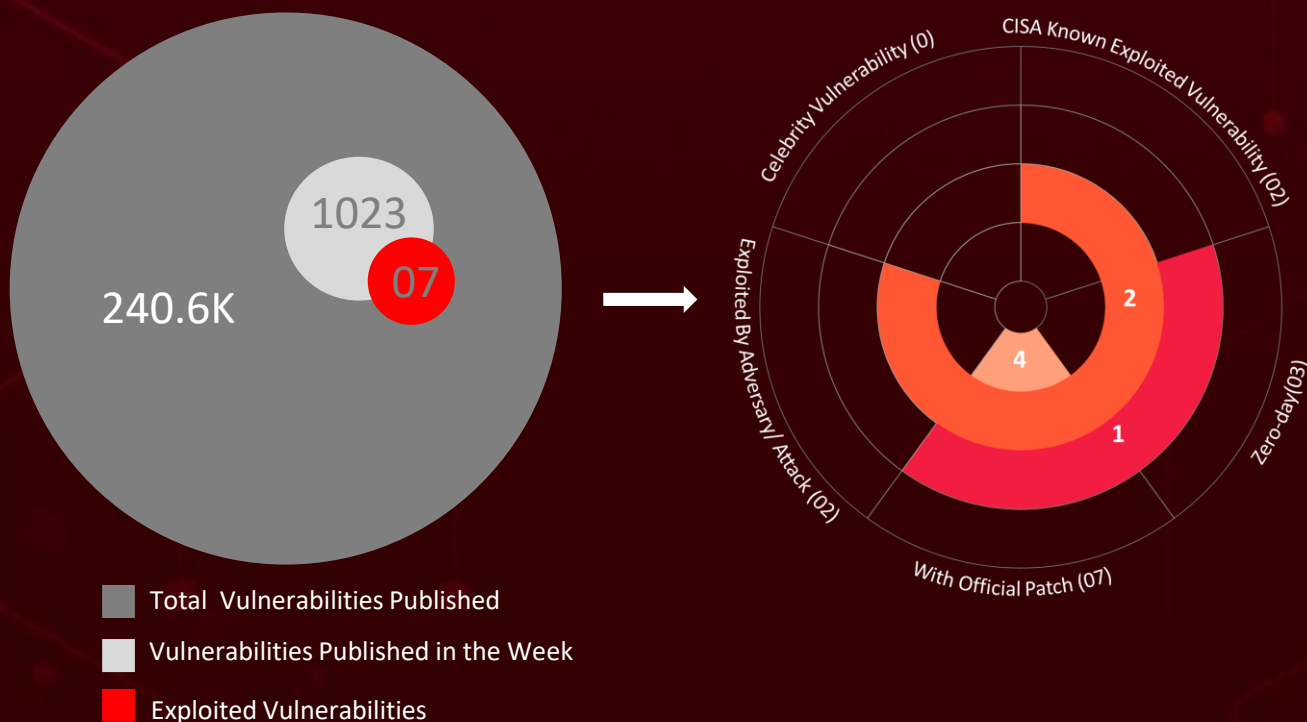 240.6K
1023
07
Total Vulnerabilities Published
Vulnerabilities Published in the Week
Exploited Vulnerabilities
Celebrity Vulnerability (0)
CISA Known Exploited Vulnerability (02)
Zero-day(03)
With Official Patch (07)
Exploited By Adversary/ Attack (02)
2
4
1